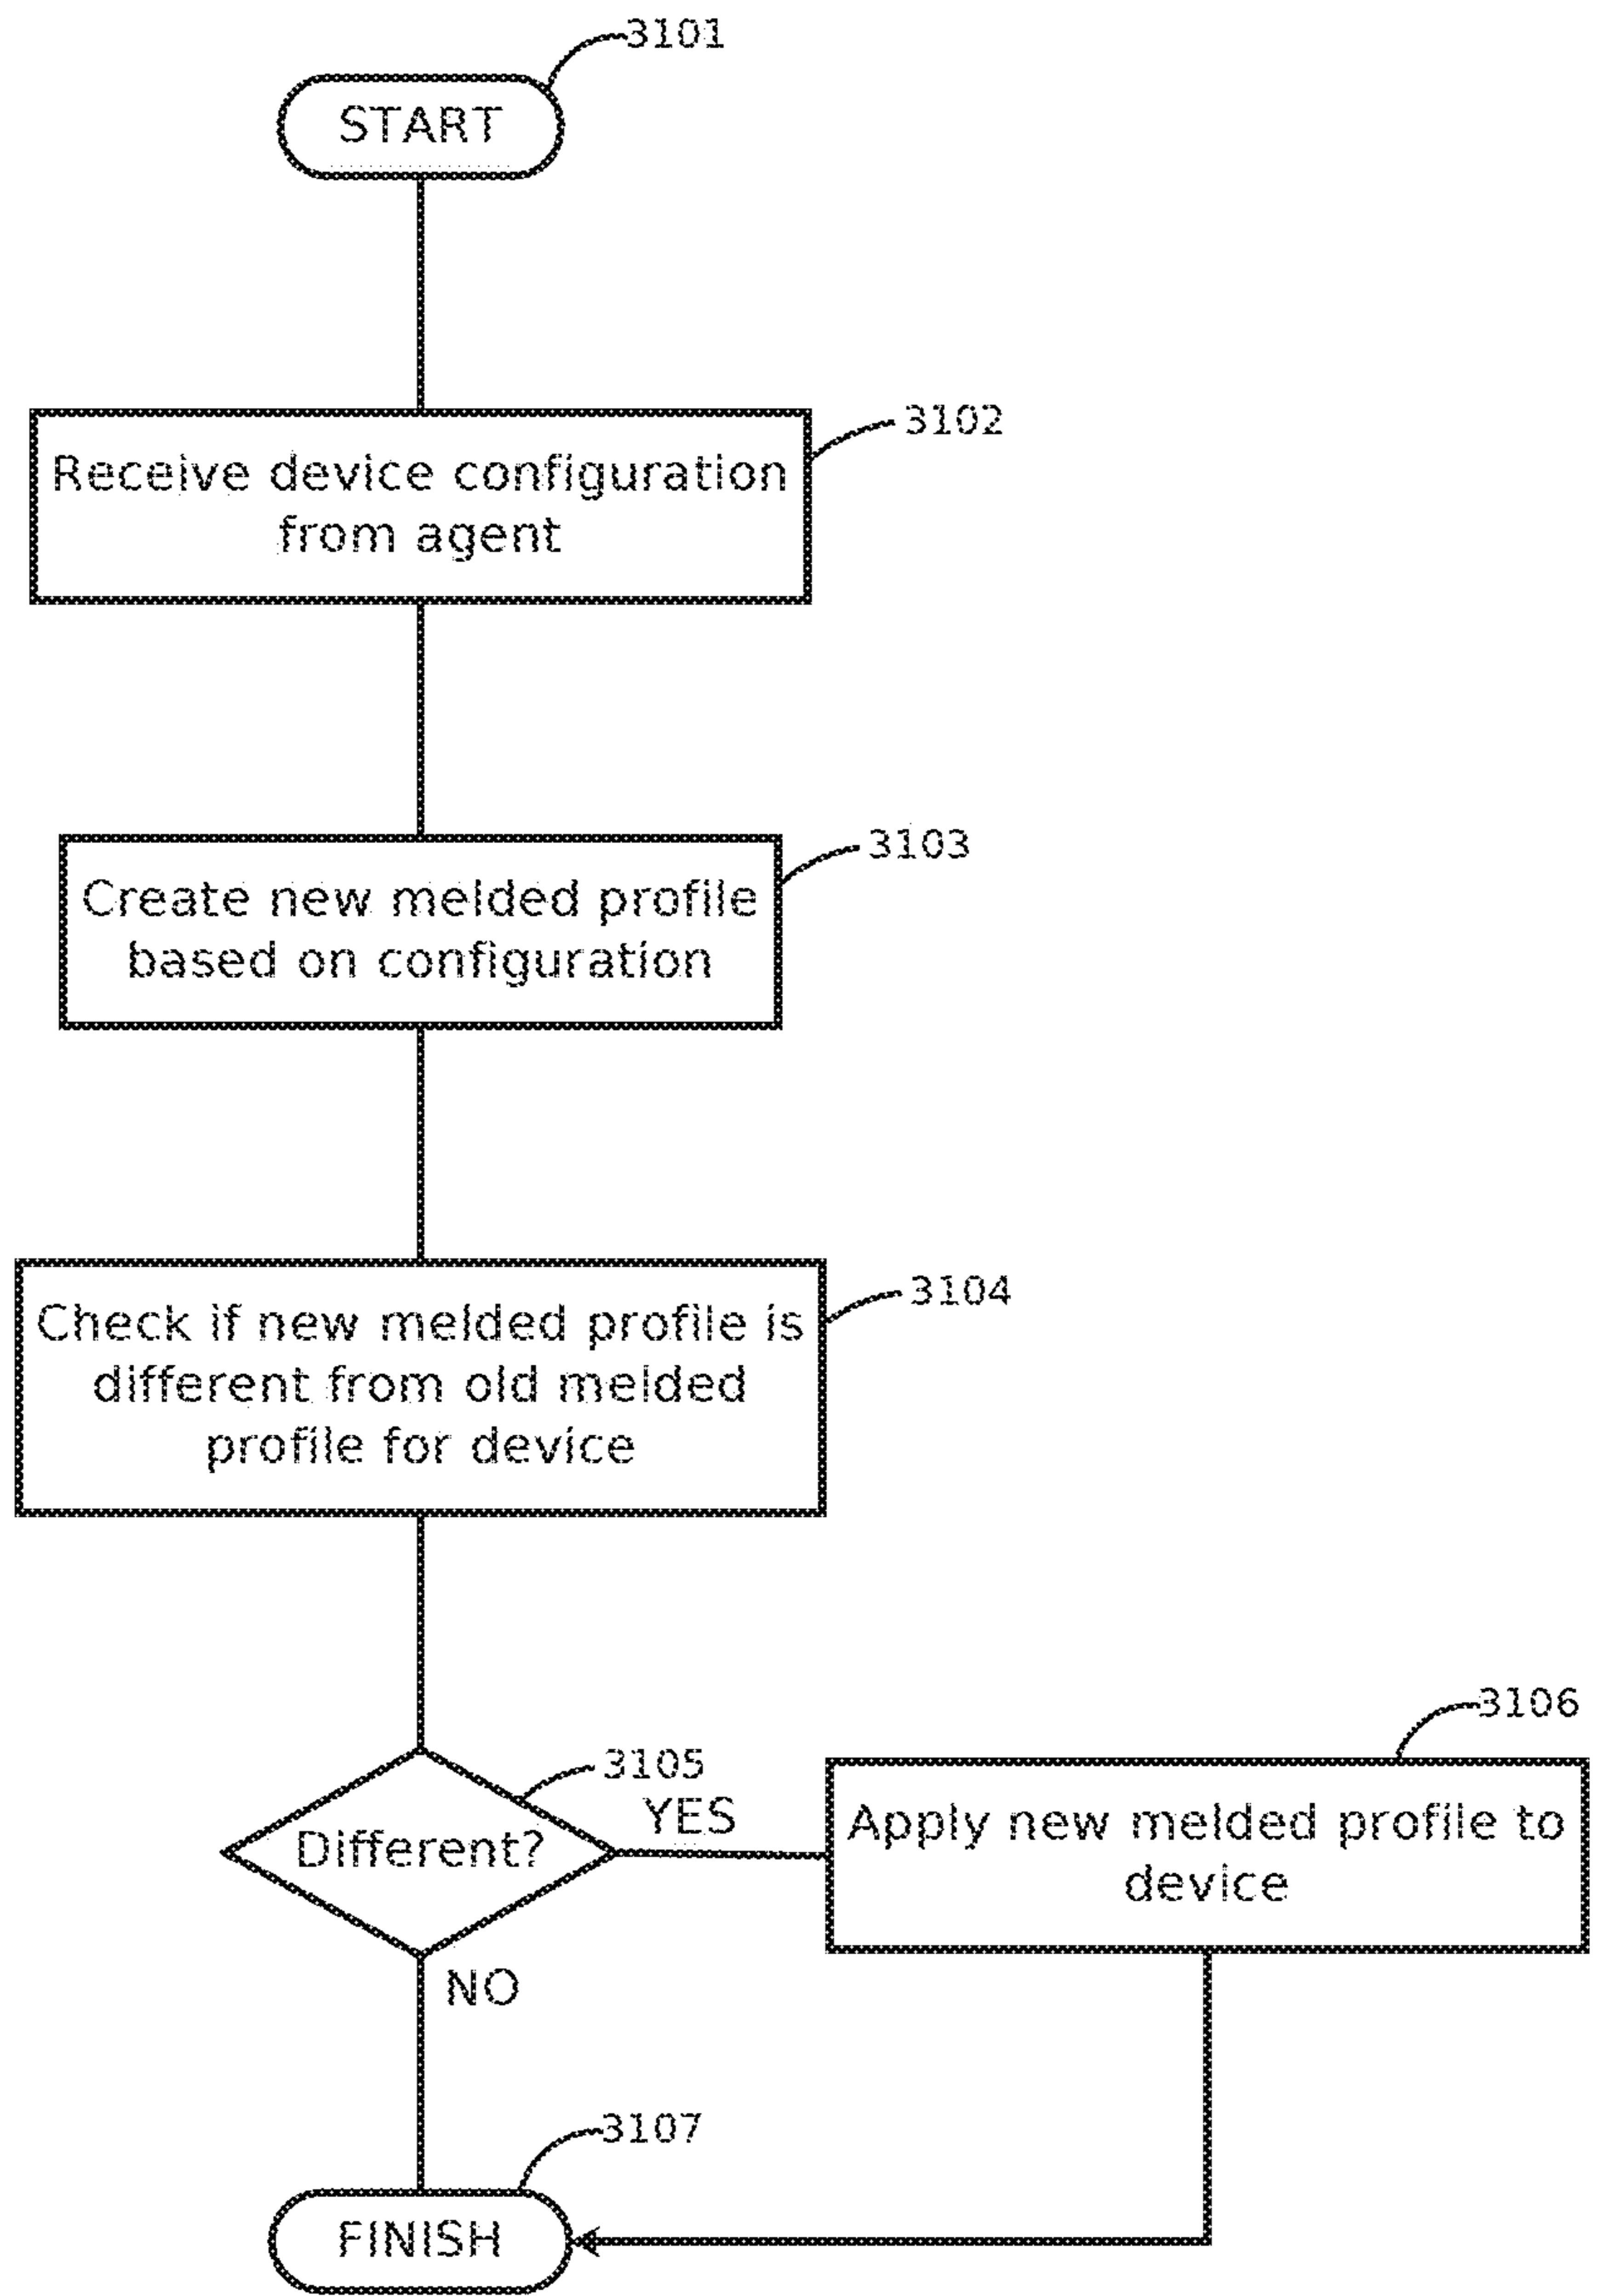 3101
START
3102
Receive device configuration
from agent
3103
Create new melded profile
based on configuration
3104
Check if new melded profile is
different from old melded
profile for device
3105
Different?
YES
3106
Apply new melded profile to
device
NO
3107
FINISH